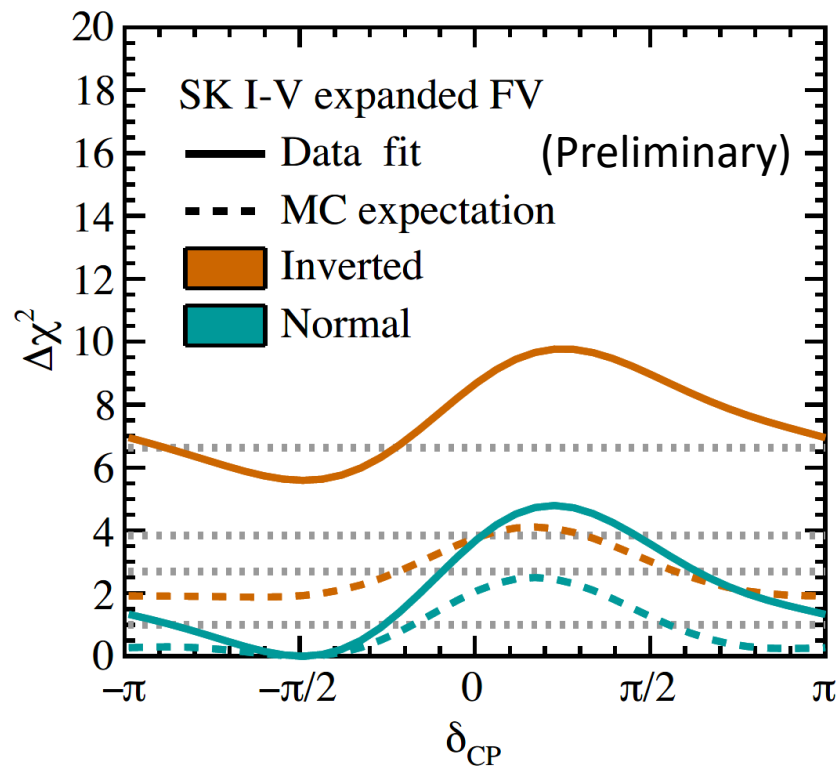 20
18
16
14
12
10
8
6
4
2
0
Δχ²
SK I-V expanded FV
Data fit (Preliminary)
MC expectation
Inverted
Normal
−π −π/2 0 π/2 π
δCP